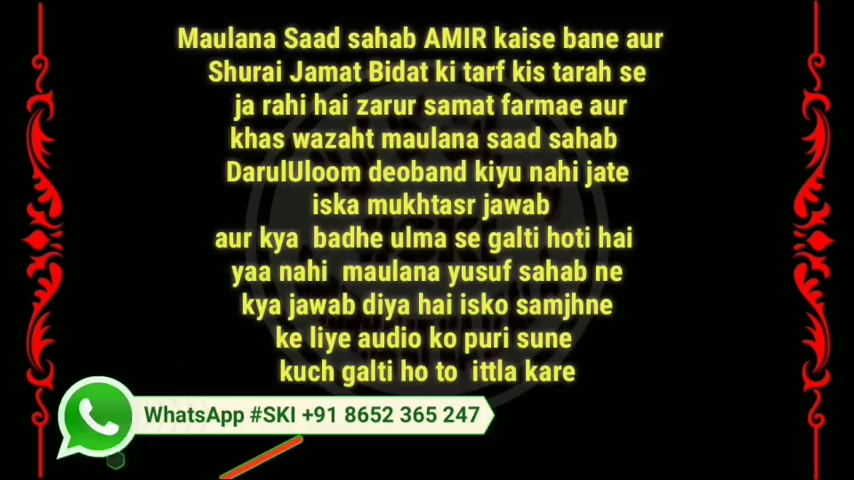 Maulana Saad sahab AMIR kaise bane aur
Shurai Jamat Bidat ki tarf kis tarah se
ja rahi hai zarur samat farmae aur
khas wazaht maulana saad sahab
DarulUloom deoband kiyu nahi jate
iska mukhtasr jawab
aur kya badhe ulma se galti hoti hai
yaa nahi maulana yusuf sahab ne
kya jawab diya hai isko samjhne
ke liye audio ko puri sune
kuch galti ho to ittla kare
WhatsApp #SKI +91 8652 365 247